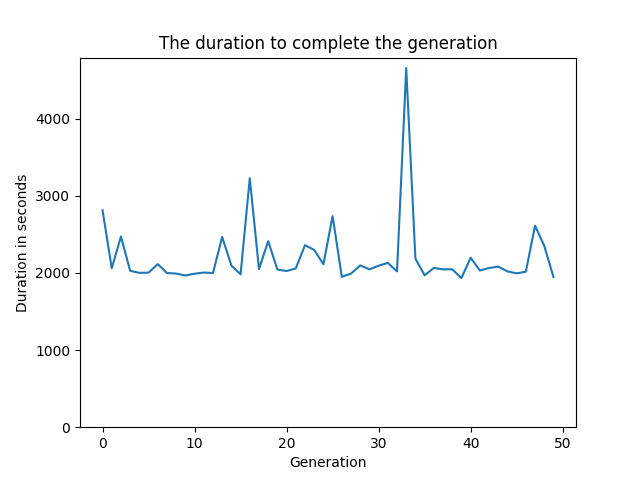 The duration to complete the generation
Duration in seconds
4000
3000
2000
1000
0
0 10 20 30 40 50
Generation